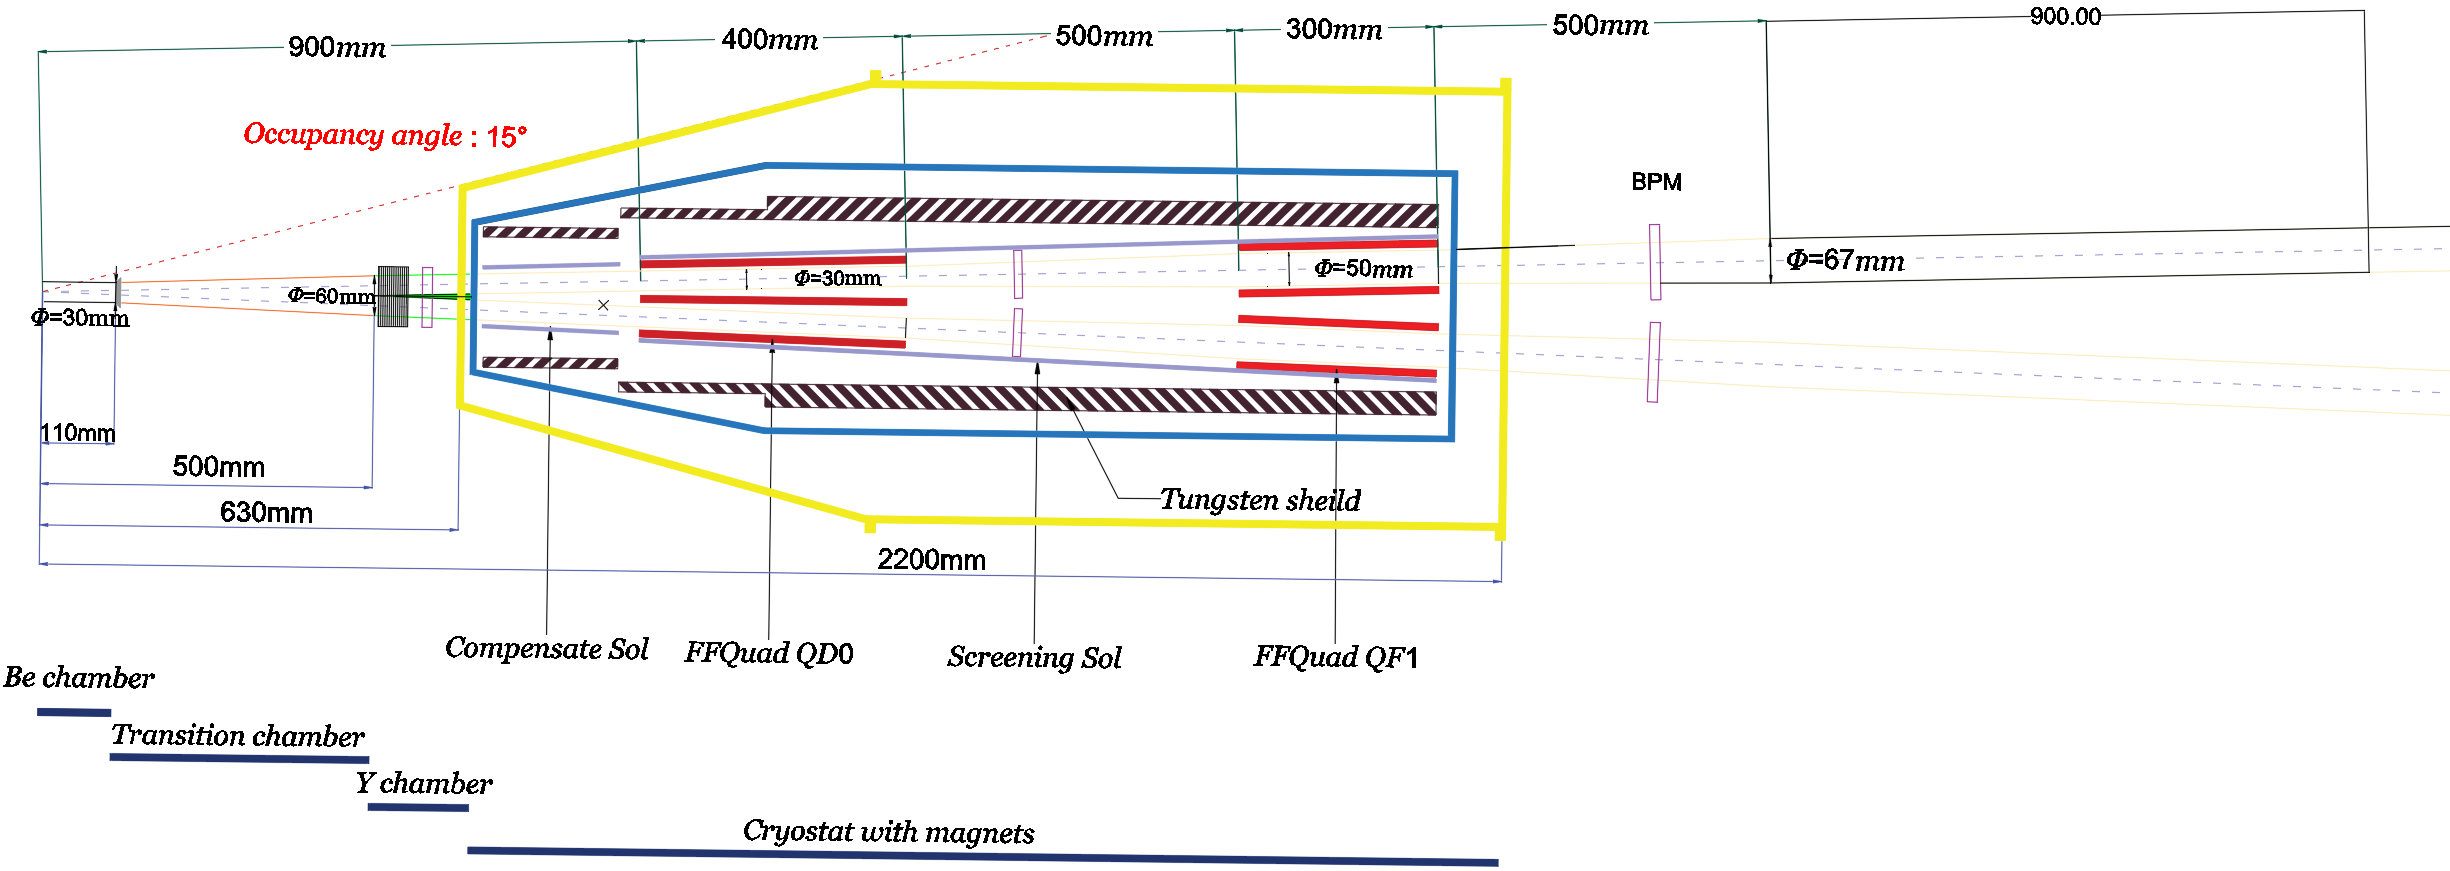 900mm
400mm
500mm
300mm
500mm
900.00
Occupancy angle : 15°
BPM
Φ=67mm
Φ=30mm
Φ=50mm
Φ=60mm
Φ=30mm
110mm
500mm
630mm
Tungsten sheild
2200mm
Compensate Sol
FFQuad QD0
Screening Sol
FFQuad QF1
Be chamber
Transition chamber
Y chamber
Cryostat with magnets